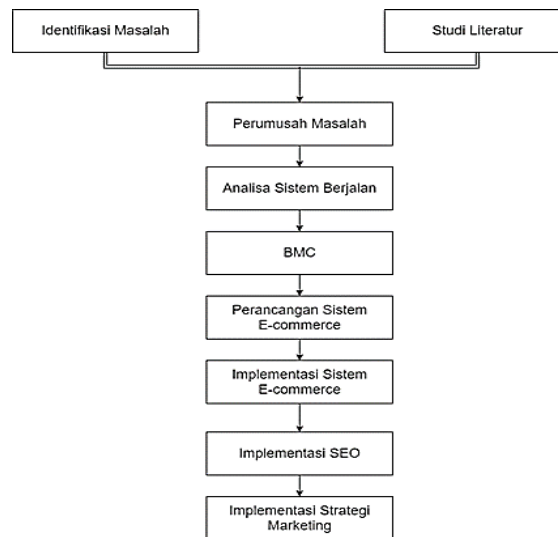 Identifikasi Masalah
Studi Literatur
Perumusah Masalah
Analisa Sistem Berjalan
BMC
Perancangan Sistem
E-commerce
Implementasi Sistem
E-commerce
Implementasi SEO
Implementasi Strategi
Marketing